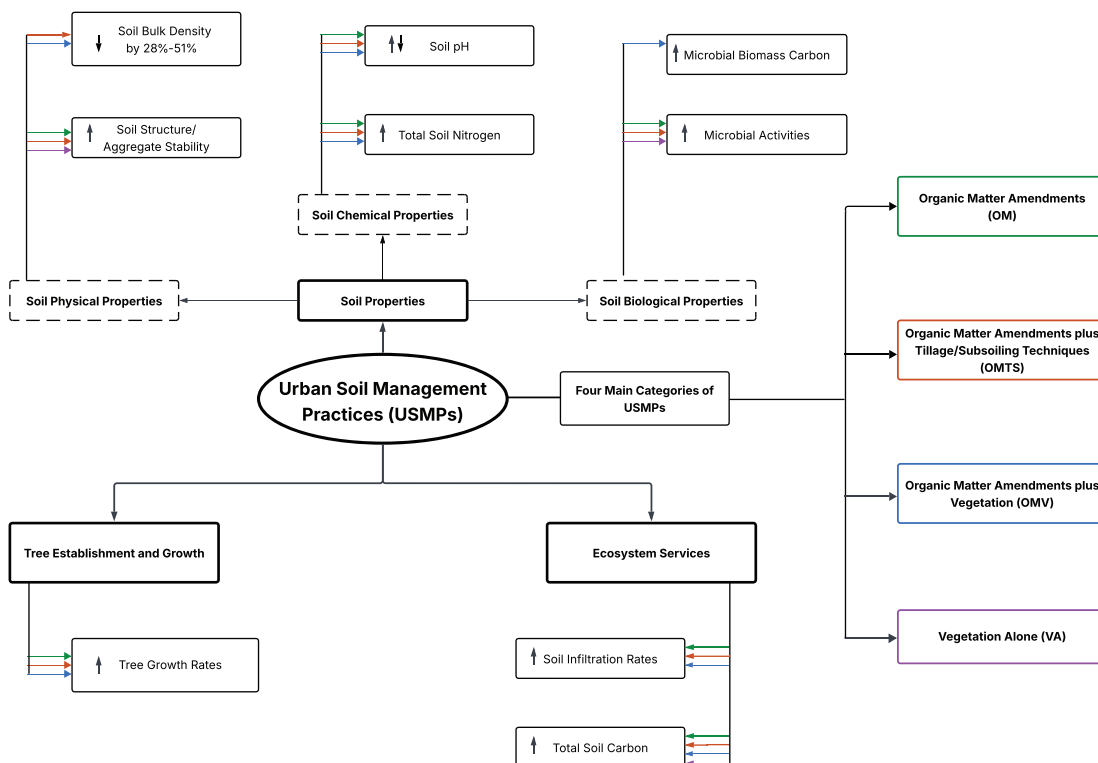 Soil Bulk Density
by 28%-51%
Soil pH
Microbial Biomass Carbon
Soil Structure/
Aggregate Stability
Total Soil Nitrogen
Microbial Activities
Soil Chemical Properties
Soil Physical Properties
Soil Properties
Soil Biological Properties
Urban Soil Management
Practices (USMPs)
Four Main Categories of
USMPs
Organic Matter Amendments
(OM)
Organic Matter Amendments plus
Tillage/Subsoiling Techniques
(OMTS)
Organic Matter Amendments plus
Vegetation (OMV)
Vegetation Alone (VA)
Tree Establishment and Growth
Ecosystem Services
Tree Growth Rates
Soil Infiltration Rates
Total Soil Carbon